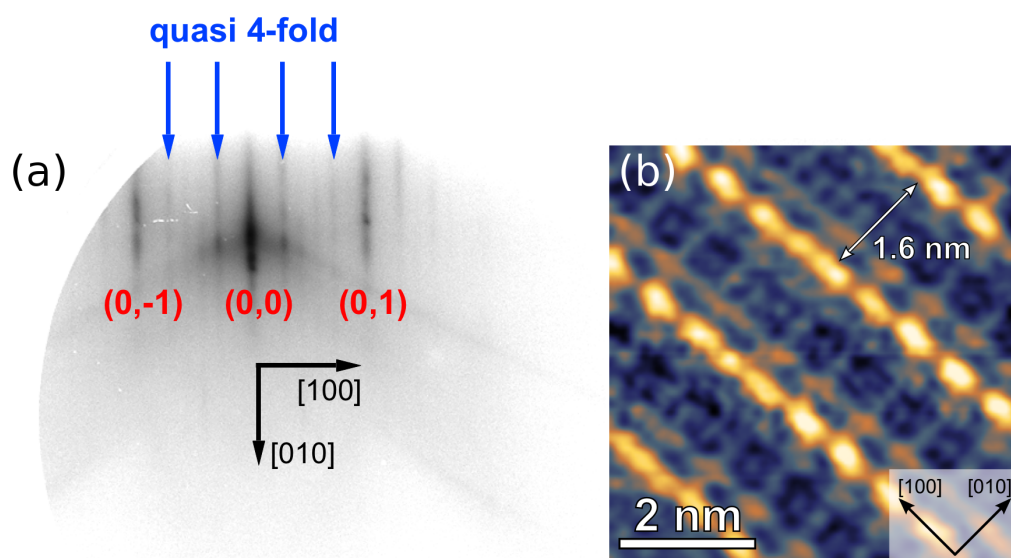 quasi 4-fold
(a)
(0,-1)
(0,0)
(0,1)
[100]
[010]
(b)
1.6 nm
2 nm
[100]
[010]